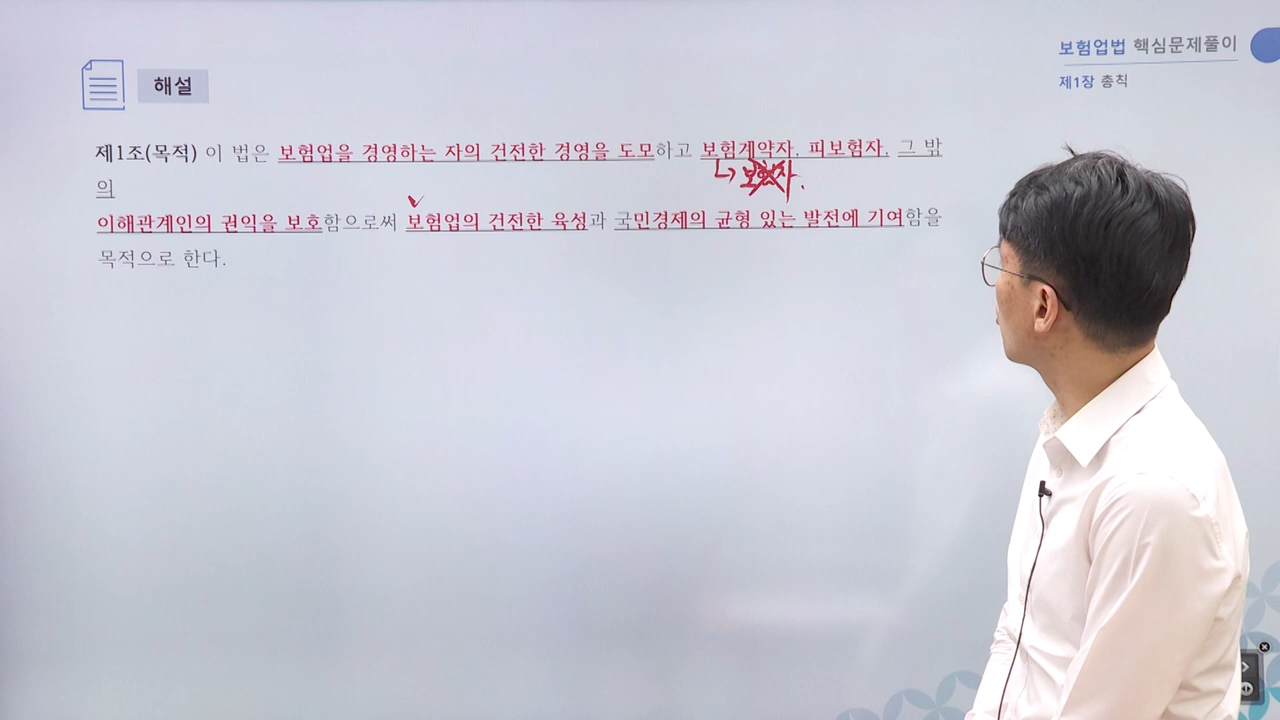 보험업법 핵심문제풀이
제1장 총칙
해설
제1조(목적) 이 법은 보험업을 경영하는 자의 건전한 경영을 도모하고 보험계약자, 피보험자, 그 밖
의
보험자.
이해관계인의 권익을 보호함으로써 보험업의 건전한 육성과 국민경제의 균형 있는 발전에 기여함을
목적으로 한다.